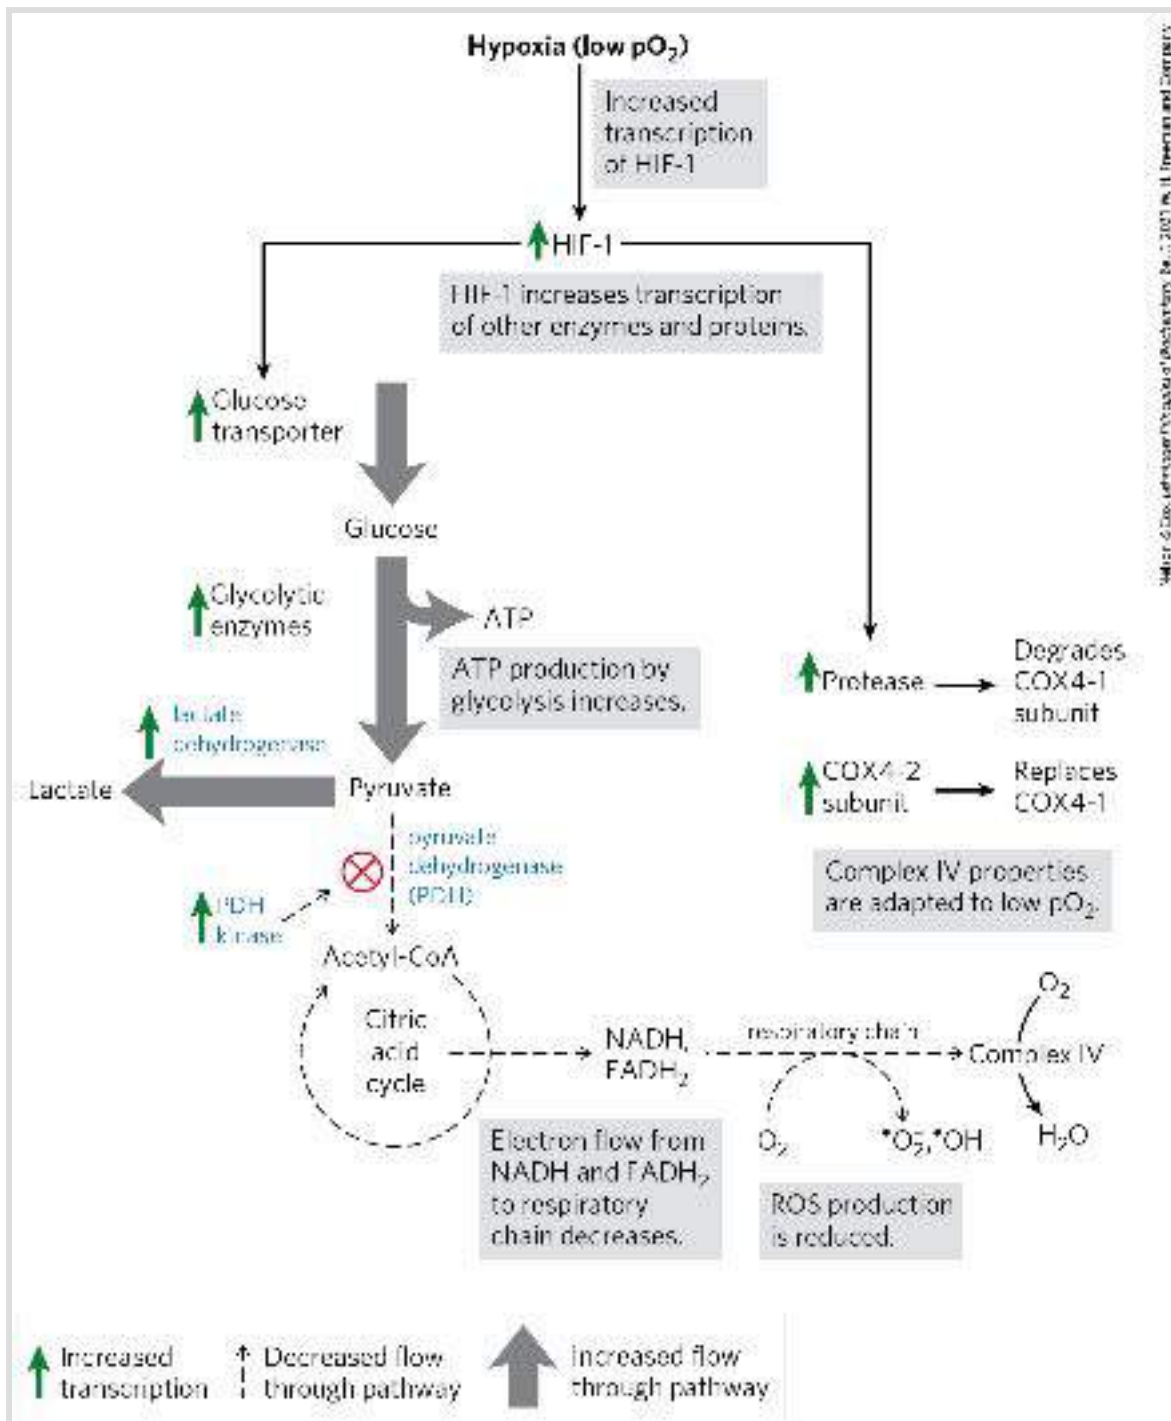 Hypoxia (low pO₂)
Increased
transcription
of HIF-1
HIF-1
HIF-1 increases transcription
of other enzymes and proteins.
Glucose
transporter
Glucose
Glycolytic
enzymes
ATP
ATP production by
glycolysis increases.
lactate
dehydrogenase
Lactate
Pyruvate
pyruvate
dehydrogenase
(PDH)
PDH
kinase
Acetyl-CoA
Citric
acid
cycle
Protease
Degrades
COX4-1
subunit
COX4-2
subunit
Replaces
COX4-1
Complex IV properties
are adapted to low pO₂.
NADH,
FADH₂
respiratory chain
O₂
Complex IV
H₂O
O₂
•O₂⁻,•OH
Electron flow from
NADH and FADH₂
to respiratory
chain decreases.
ROS production
is reduced.
Increased
transcription
Decreased flow
through pathway
Increased flow
through pathway